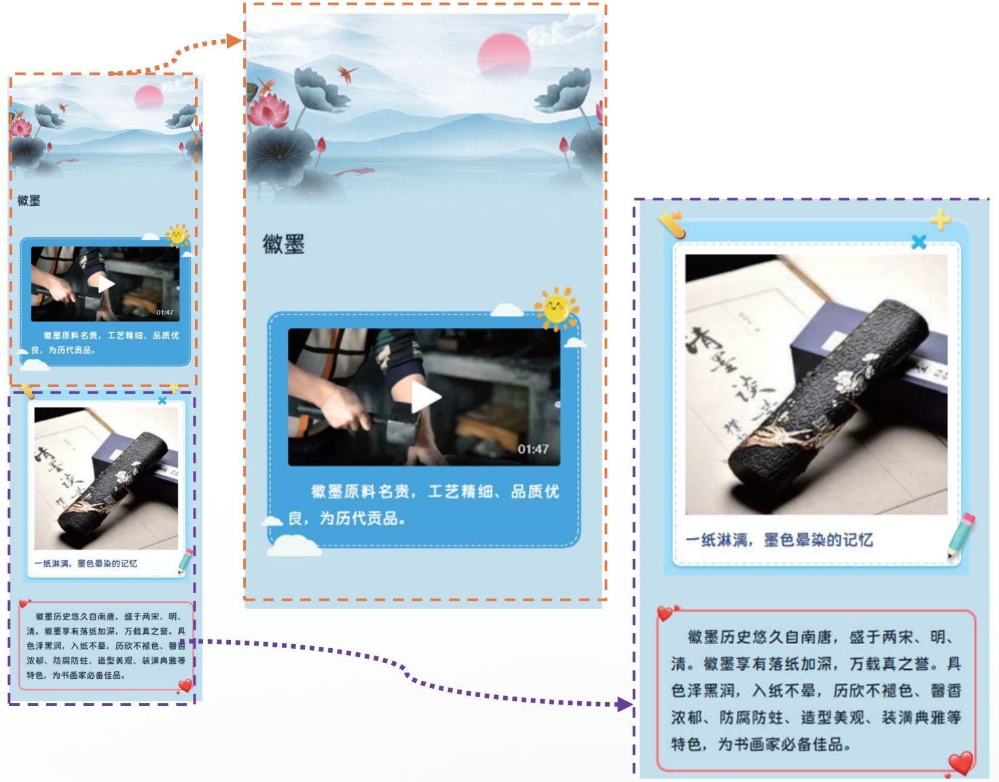 徽墨
01:47
徽墨原料名贵，工艺精细、品质优
良，为历代贡品。
一纸淋漓，墨色晕染的记忆
徽墨历史悠久自南唐，盛于两宋、明、
清。徽墨享有落纸加深，万载真之誉。具
色泽黑润，入纸不晕，历欣不褪色、馨香
浓郁、防腐防蛀、造型美观、装潢典雅等
特色，为书画家必备佳品。
徽墨
01:47
徽墨原料名贵，工艺精细、品质优
良，为历代贡品。
清墨谈
一纸淋漓，墨色晕染的记忆
徽墨历史悠久自南唐，盛于两宋、明、
清。徽墨享有落纸加深，万载真之誉。具
色泽黑润，入纸不晕，历欣不褪色、馨香
浓郁、防腐防蛀、造型美观、装潢典雅等
特色，为书画家必备佳品。